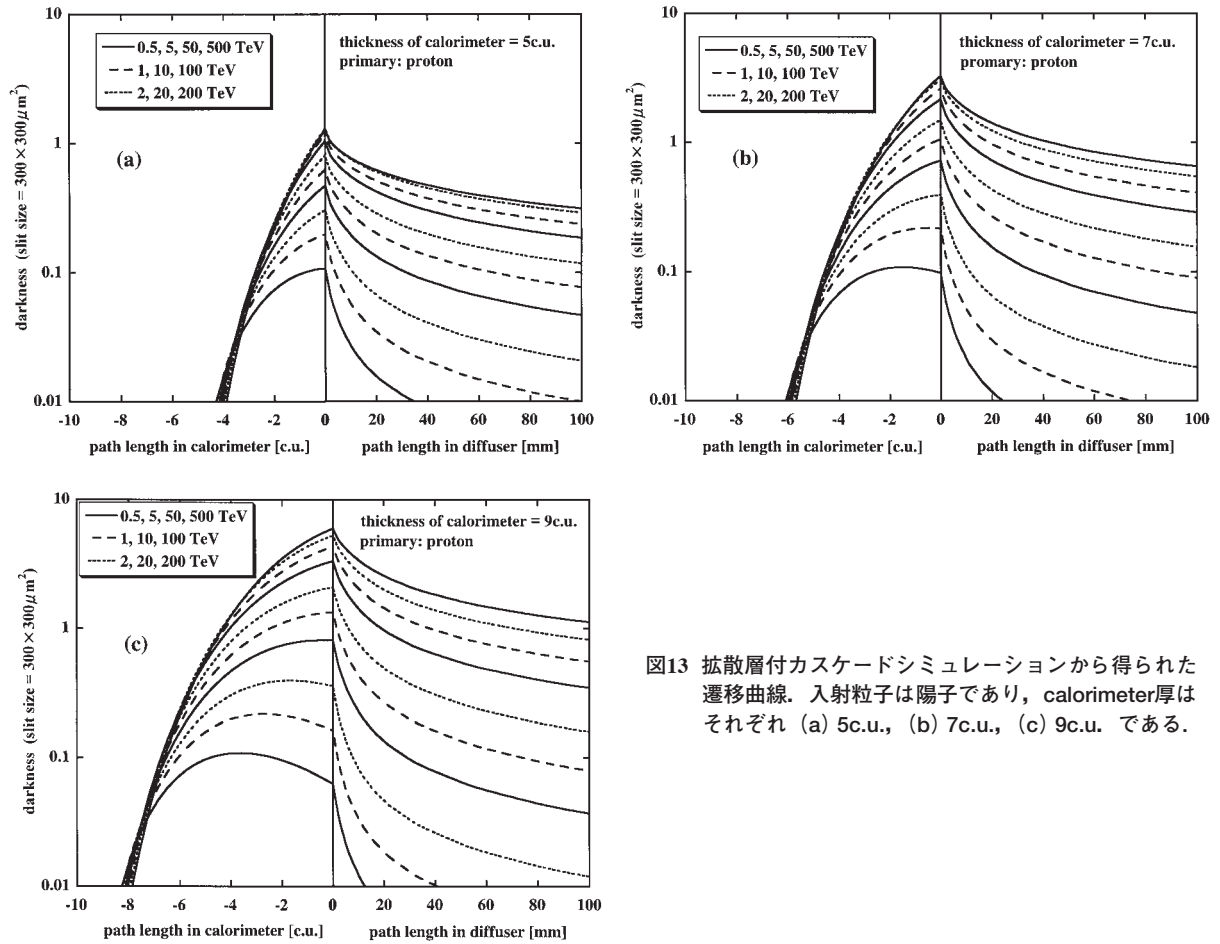 10
1
0.1
0.01
darkness (slit size = 300×300μm²)
0.5, 5, 50, 500 TeV
1, 10, 100 TeV
2, 20, 200 TeV
thickness of calorimeter = 5c.u.
primary: proton
(a)
-10 -8 -6 -4 -2 0 20 40 60 80 100
path length in calorimeter [c.u.] path length in diffuser [mm]
10
1
0.1
0.01
darkness (slit size = 300×300μm²)
0.5, 5, 50, 500 TeV
1, 10, 100 TeV
2, 20, 200 TeV
thickness of calorimeter = 7c.u.
promary: proton
(b)
-10 -8 -6 -4 -2 0 20 40 60 80 100
path length in calorimeter [c.u.] path length in diffuser [mm]
10
1
0.1
0.01
darkness (slit size = 300×300μm²)
0.5, 5, 50, 500 TeV
1, 10, 100 TeV
2, 20, 200 TeV
thickness of calorimeter = 9c.u.
primary: proton
(c)
-10 -8 -6 -4 -2 0 20 40 60 80 100
path length in calorimeter [c.u.] path length in diffuser [mm]
図13 拡散層付カスケードシミュレーションから得られた
遷移曲線．入射粒子は陽子であり，calorimeter厚は
それぞれ (a) 5c.u.，(b) 7c.u.，(c) 9c.u. である．